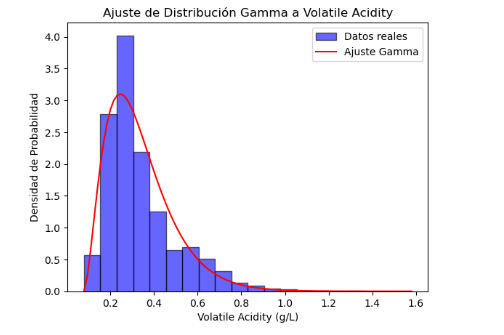 Ajuste de Distribución Gamma a Volatile Acidity
Datos reales
Ajuste Gamma
Densidad de Probabilidad
4.0
3.5
3.0
2.5
2.0
1.5
1.0
0.5
0.0
0.2 0.4 0.6 0.8 1.0 1.2 1.4 1.6
Volatile Acidity (g/L)